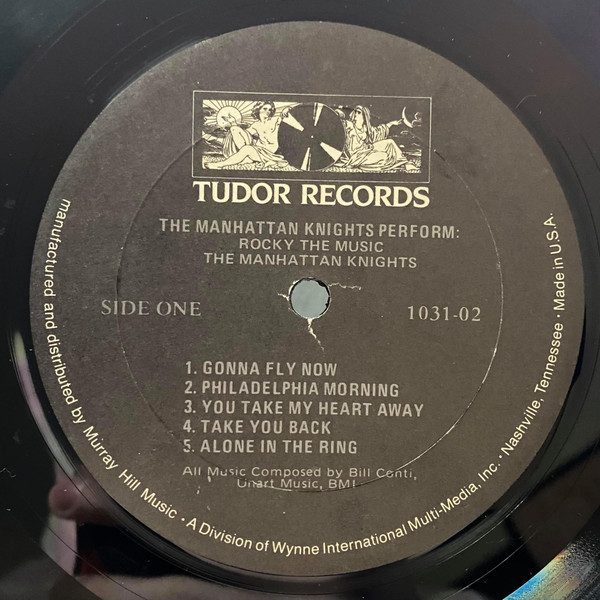 TUDOR RECORDS
THE MANHATTAN KNIGHTS PERFORM:
ROCKY THE MUSIC
THE MANHATTAN KNIGHTS
SIDE ONE
1031-02
1. GONNA FLY NOW
2. PHILADELPHIA MORNING
3. YOU TAKE MY HEART AWAY
4. TAKE YOU BACK
5. ALONE IN THE RING
All Music Composed by Bill Conti,
Unart Music, BMI
manufactured and distributed by Murray Hill Music • A Division of Wynne International Multi-Media, Inc. • Nashville, Tennessee • Made in U.S.A.